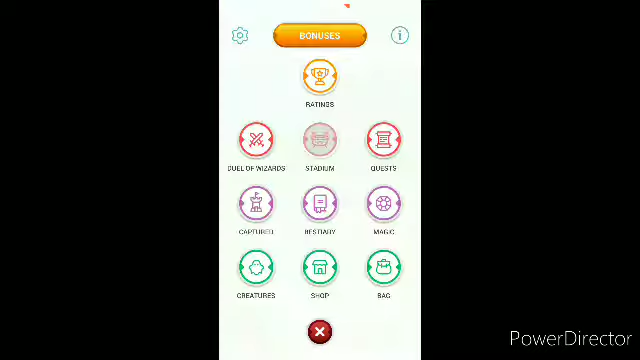 BONUSES
RATINGS
DUEL OF WIZARDS STADIUM QUESTS
CAPTURED BESTIARY MAGIC
CREATURES SHOP BAG
PowerDirector